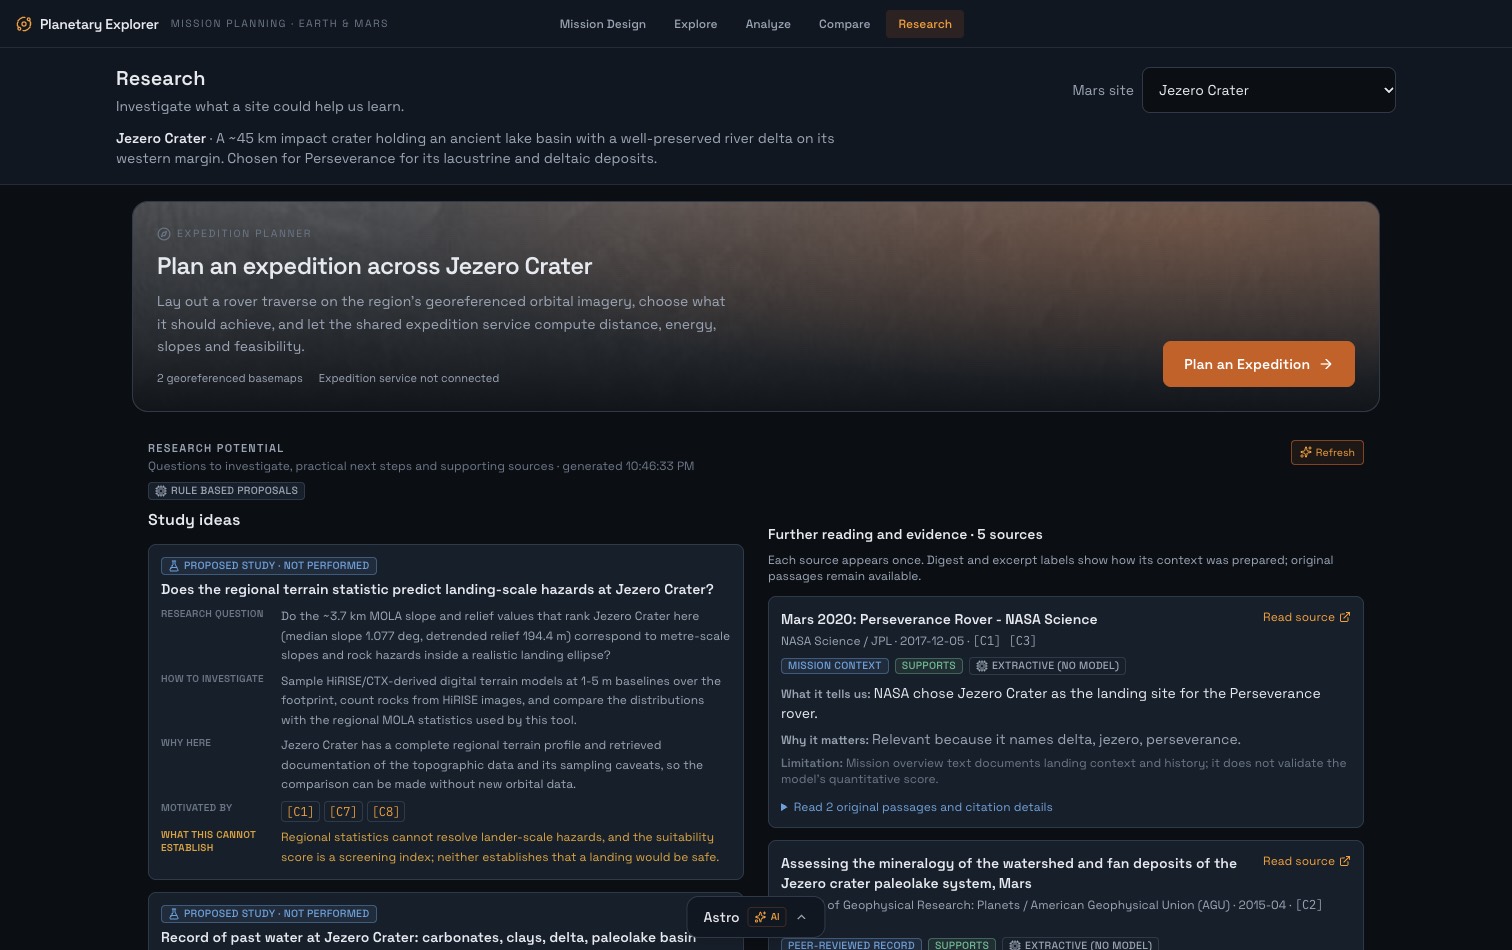 Planetary Explorer
MISSION PLANNING · EARTH & MARS
Mission Design
Explore
Analyze
Compare
Research
Research
Investigate what a site could help us learn.
Mars site
Jezero Crater
Jezero Crater · A ~45 km impact crater holding an ancient lake basin with a well-preserved river delta on its
western margin. Chosen for Perseverance for its lacustrine and deltaic deposits.
EXPEDITION PLANNER
Plan an expedition across Jezero Crater
Lay out a rover traverse on the region's georeferenced orbital imagery, choose what
it should achieve, and let the shared expedition service compute distance, energy,
slopes and feasibility.
2 georeferenced basemaps
Expedition service not connected
Plan an Expedition
RESEARCH POTENTIAL
Questions to investigate, practical next steps and supporting sources · generated 10:46:33 PM
Refresh
RULE BASED PROPOSALS
Study ideas
PROPOSED STUDY · NOT PERFORMED
Does the regional terrain statistic predict landing-scale hazards at Jezero Crater?
RESEARCH QUESTION
Do the ~3.7 km MOLA slope and relief values that rank Jezero Crater here
(median slope 1.077 deg, detrended relief 194.4 m) correspond to metre-scale
slopes and rock hazards inside a realistic landing ellipse?
HOW TO INVESTIGATE
Sample HiRISE/CTX-derived digital terrain models at 1-5 m baselines over the
footprint, count rocks from HiRISE images, and compare the distributions
with the regional MOLA statistics used by this tool.
WHY HERE
Jezero Crater has a complete regional terrain profile and retrieved
documentation of the topographic data and its sampling caveats, so the
comparison can be made without new orbital data.
MOTIVATED BY
[C1] [C7] [C8]
WHAT THIS CANNOT
ESTABLISH
Regional statistics cannot resolve lander-scale hazards, and the suitability
score is a screening index; neither establishes that a landing would be safe.
PROPOSED STUDY · NOT PERFORMED
Record of past water at Jezero Crater: carbonates, clays, delta, paleolake basin
Further reading and evidence · 5 sources
Each source appears once. Digest and excerpt labels show how its context was prepared; original
passages remain available.
Mars 2020: Perseverance Rover - NASA Science
Read source
NASA Science / JPL · 2017-12-05 · [C1] [C3]
MISSION CONTEXT
SUPPORTS
EXTRACTIVE (NO MODEL)
What it tells us: NASA chose Jezero Crater as the landing site for the Perseverance
rover.
Why it matters: Relevant because it names delta, jezero, perseverance.
Limitation: Mission overview text documents landing context and history; it does not validate the
model's quantitative score.
Read 2 original passages and citation details
Assessing the mineralogy of the watershed and fan deposits of the
Jezero crater paleolake system, Mars
Read source
of Geophysical Research: Planets / American Geophysical Union (AGU) · 2015-04 · [C2]
PEER-REVIEWED RECORD
SUPPORTS
EXTRACTIVE (NO MODEL)
Astro
AI